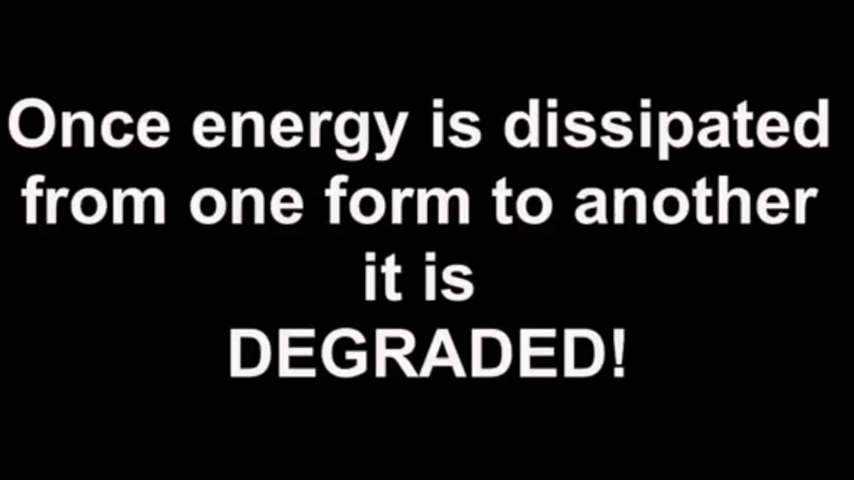 Once energy is dissipated
from one form to another
it is
DEGRADED!